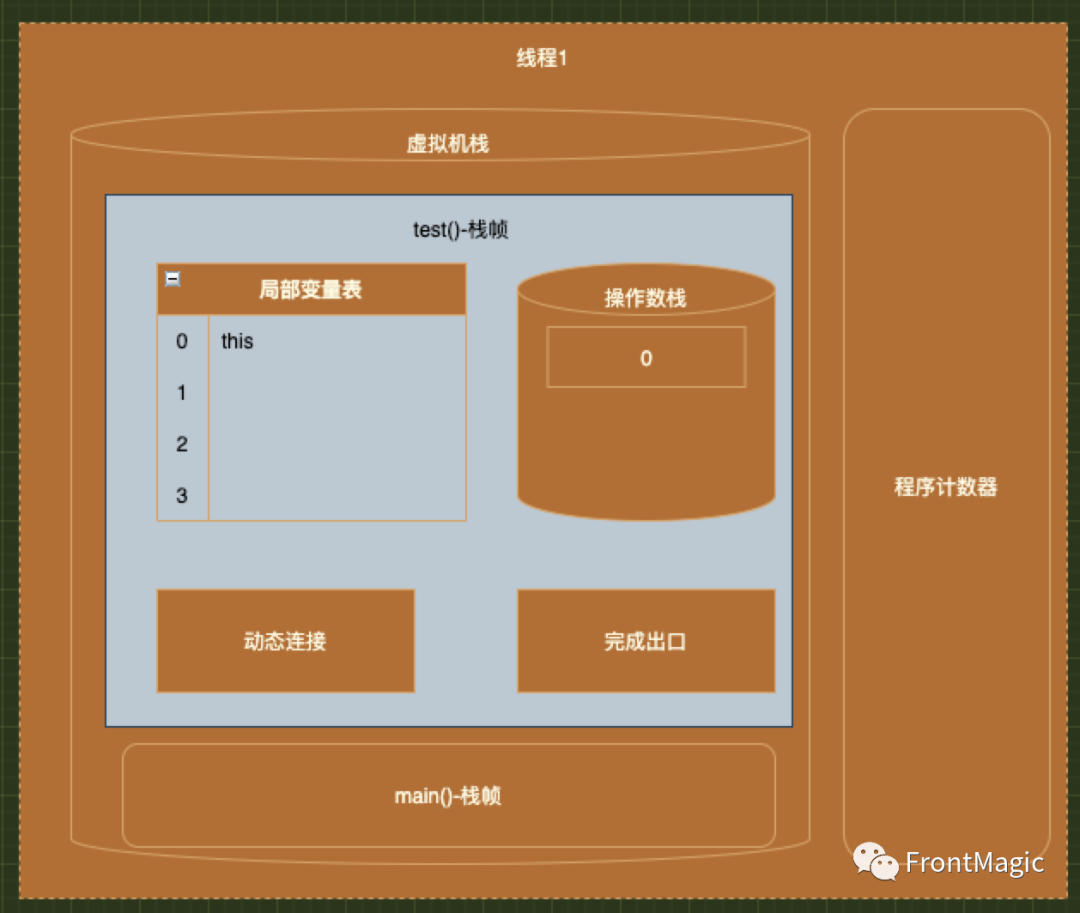 线程1
虚拟机栈
test()-栈帧
局部变量表
操作数栈
0 this
0
1
2
3
程序计数器
动态连接
完成出口
main()-栈帧
FrontMagic